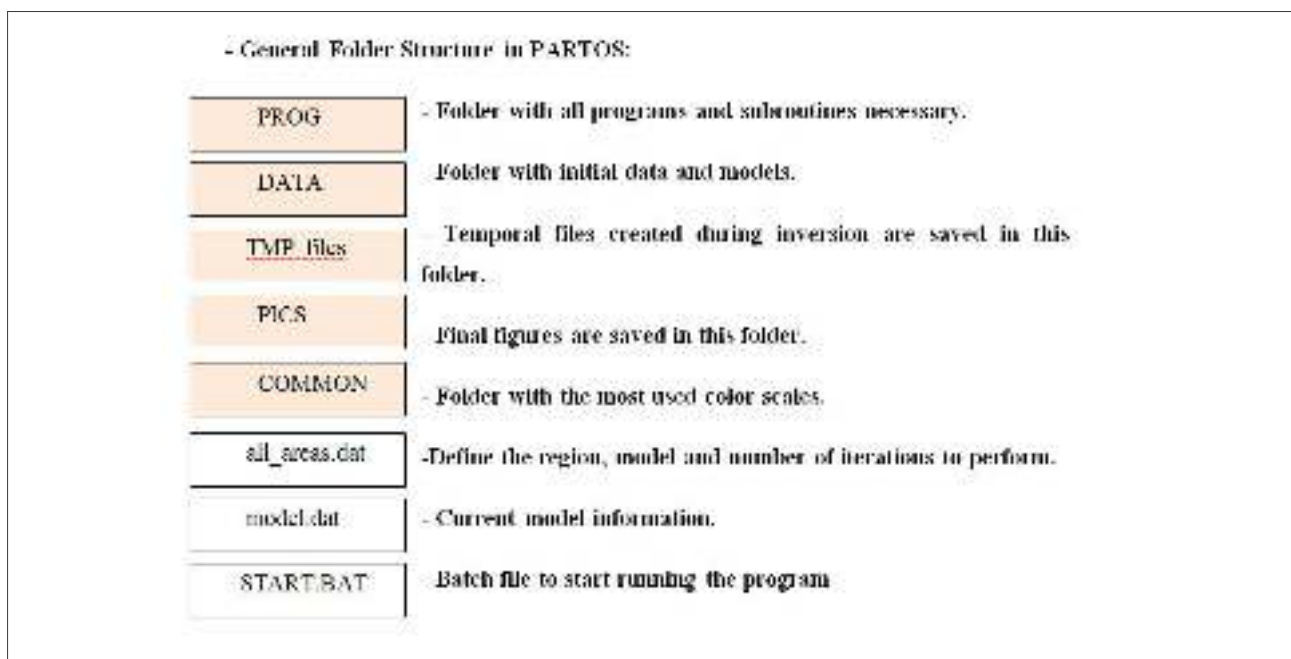 - General Folder Structure in PARTOS:
PROG
- Folder with all programs and subroutines necessary.
DATA
Folder with initial data and models.
TMP_files
- Temporal files created during inversion are saved in this
folder.
PICS
Final figures are saved in this folder.
COMMON
- Folder with the most used color scales.
all_areas.dat
-Define the region, model and number of iterations to perform.
model.dat
- Current model information.
START.BAT
Batch file to start running the program